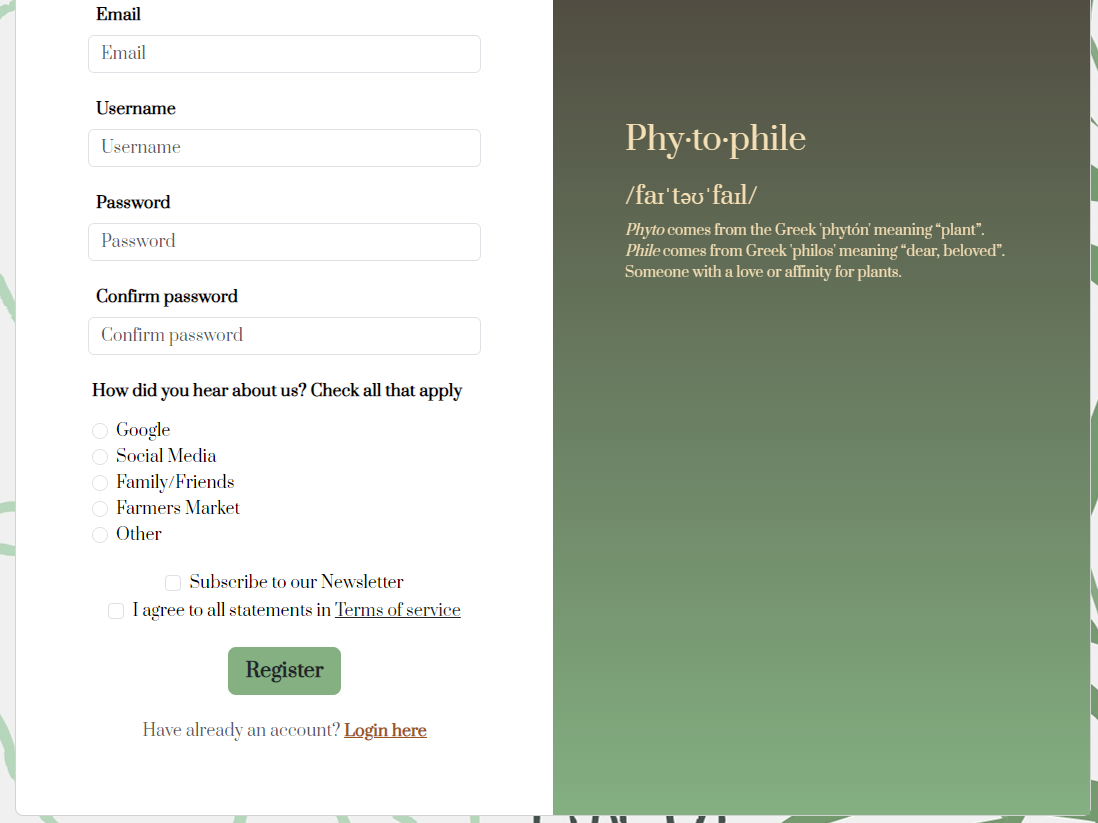 Email
Email
Username
Username
Password
Password
Confirm password
Confirm password
How did you hear about us? Check all that apply
Google
Social Media
Family/Friends
Farmers Market
Other
Subscribe to our Newsletter
I agree to all statements in Terms of service
Register
Have already an account? Login here
Phy·to·phile
/faɪˈtəʊˈfaɪl/
Phyto comes from the Greek 'phytón' meaning “plant”.
Phile comes from Greek 'philos' meaning “dear, beloved”.
Someone with a love or affinity for plants.